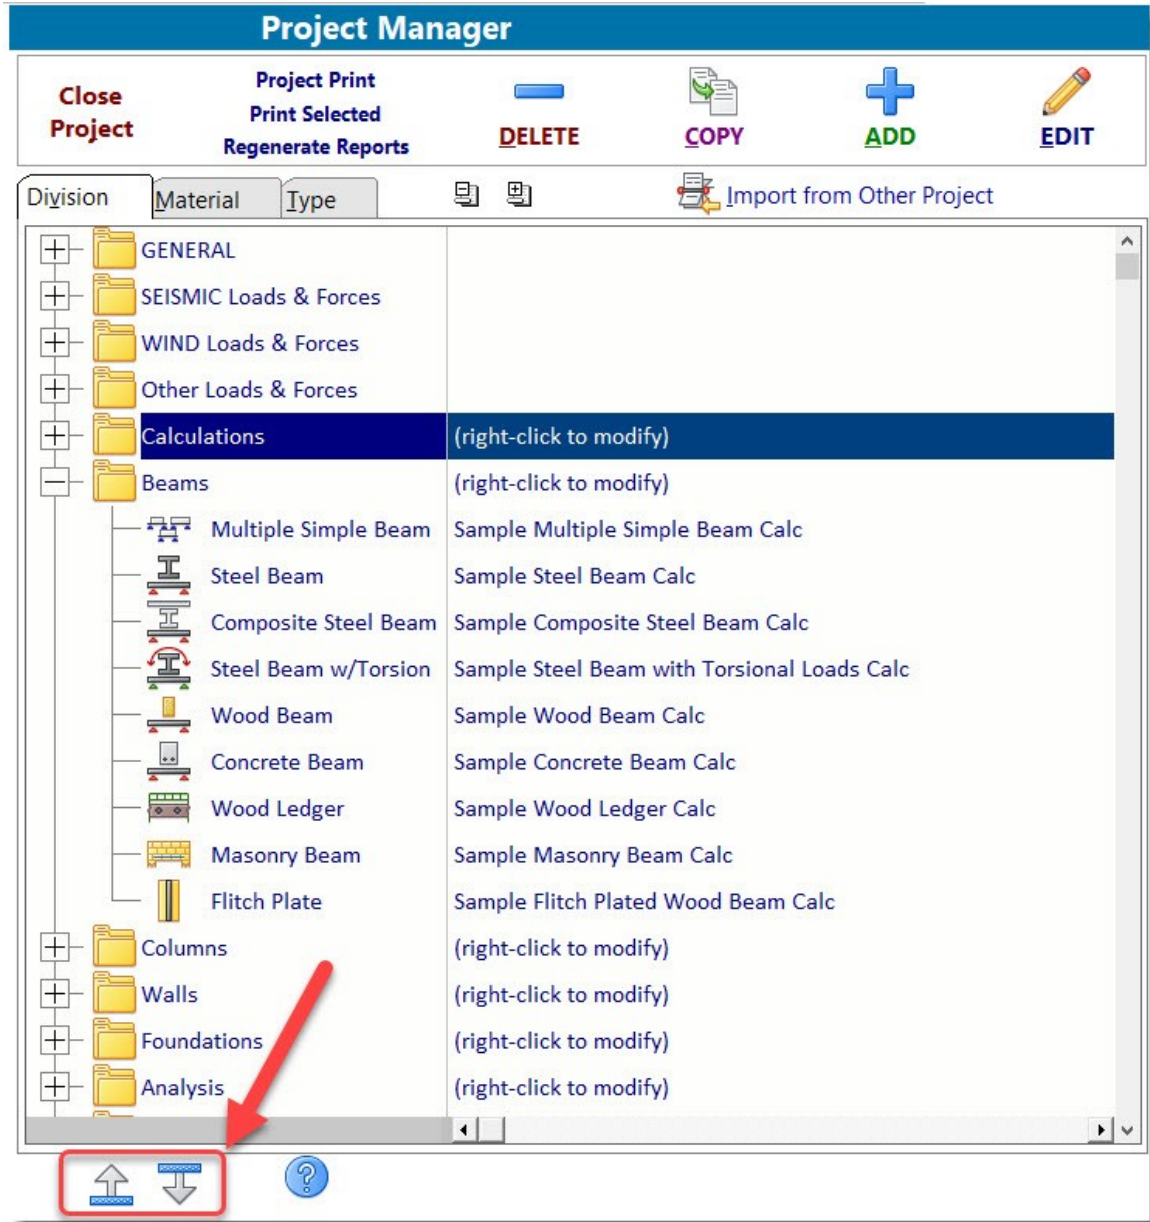 Project Manager
Close Project
Project Print
Print Selected
Regenerate Reports
DELETE
COPY
ADD
EDIT
Division
Material
Type
Import from Other Project
GENERAL
SEISMIC Loads & Forces
WIND Loads & Forces
Other Loads & Forces
Calculations (right-click to modify)
Beams (right-click to modify)
Multiple Simple Beam Sample Multiple Simple Beam Calc
Steel Beam Sample Steel Beam Calc
Composite Steel Beam Sample Composite Steel Beam Calc
Steel Beam w/Torsion Sample Steel Beam with Torsional Loads Calc
Wood Beam Sample Wood Beam Calc
Concrete Beam Sample Concrete Beam Calc
Wood Ledger Sample Wood Ledger Calc
Masonry Beam Sample Masonry Beam Calc
Flitch Plate Sample Flitch Plated Wood Beam Calc
Columns (right-click to modify)
Walls (right-click to modify)
Foundations (right-click to modify)
Analysis (right-click to modify)
?